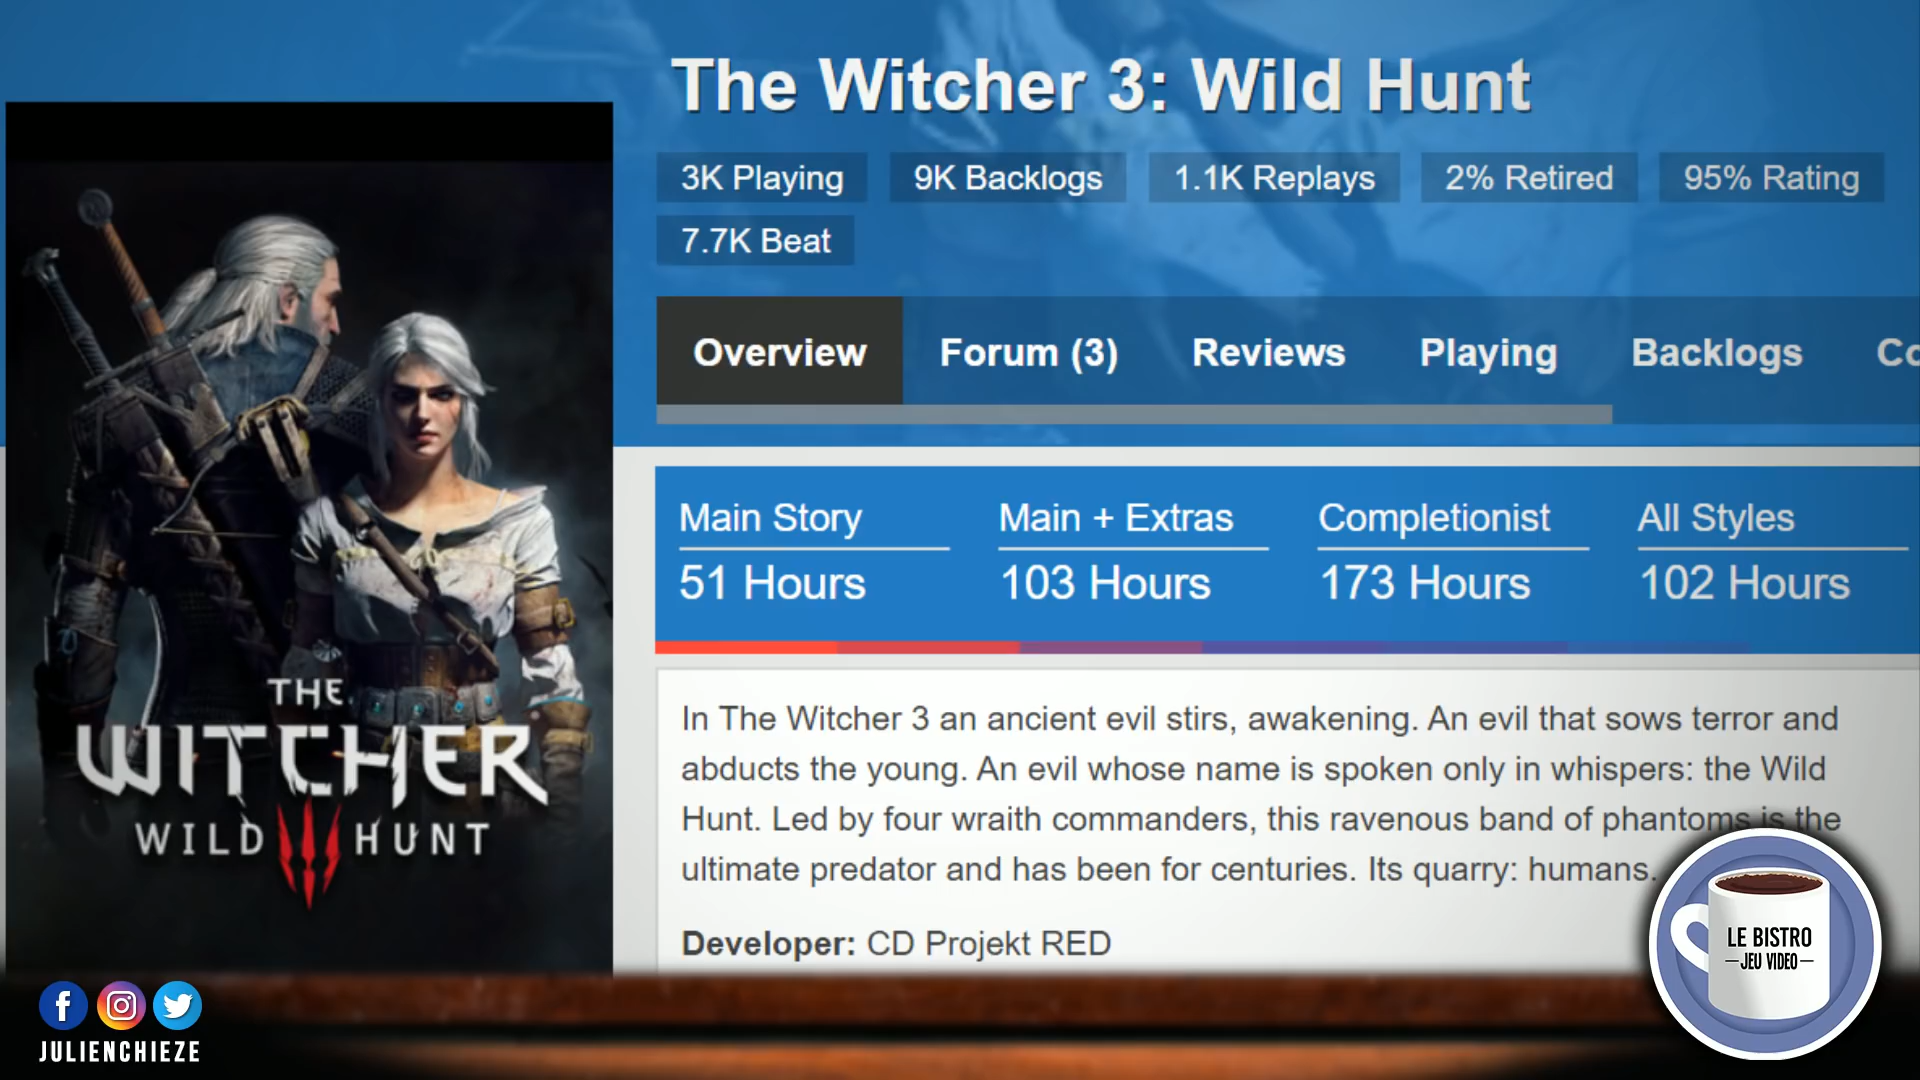 The Witcher 3: Wild Hunt
3K Playing
9K Backlogs
1.1K Replays
2% Retired
95% Rating
7.7K Beat
Overview
Forum (3)
Reviews
Playing
Backlogs
Co
Main Story
51 Hours
Main + Extras
103 Hours
Completionist
173 Hours
All Styles
102 Hours
In The Witcher 3 an ancient evil stirs, awakening. An evil that sows terror and
abducts the young. An evil whose name is spoken only in whispers: the Wild
Hunt. Led by four wraith commanders, this ravenous band of phantoms is the
ultimate predator and has been for centuries. Its quarry: humans.
Developer: CD Projekt RED
THE
WITCHER
WILD HUNT
LE BISTRO
JEU VIDEO
JULIENCHIEZE